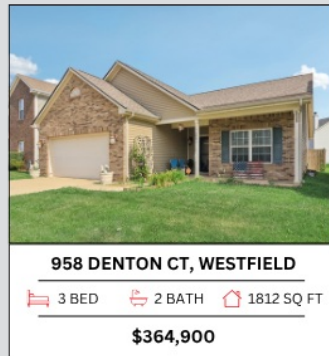 958 DENTON CT, WESTFIELD
3 BED 2 BATH 1812 SQ FT
$364,900